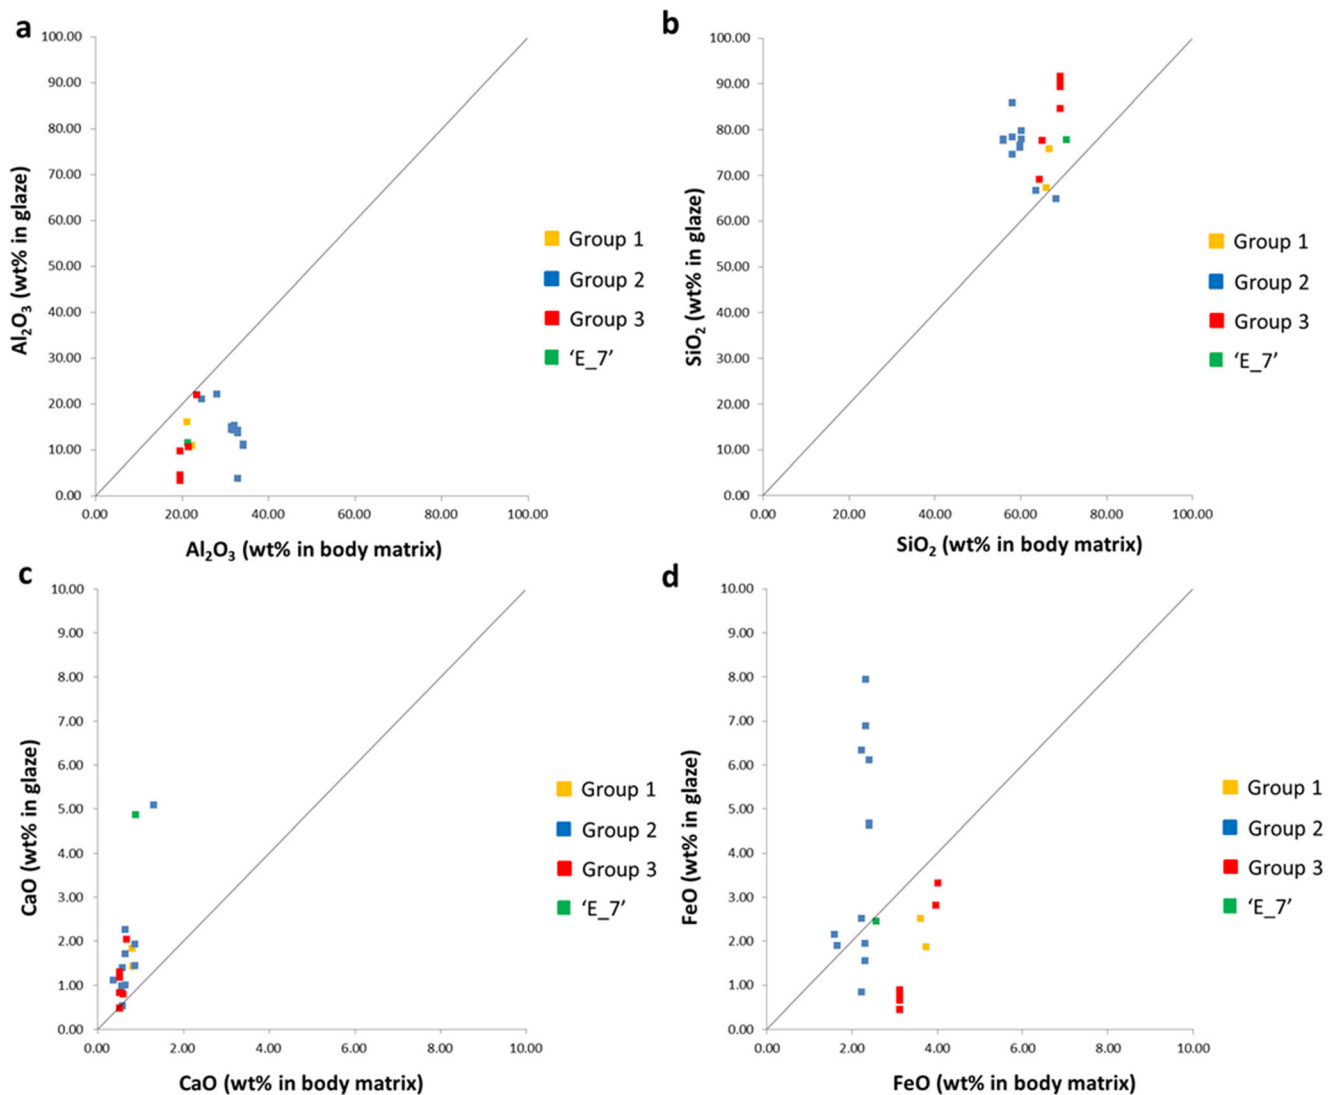 a
100.00
90.00
80.00
70.00
60.00
50.00
40.00
30.00
20.00
10.00
0.00
0.00 20.00 40.00 60.00 80.00 100.00
Al₂O₃ (wt% in glaze)
Al₂O₃ (wt% in body matrix)
Group 1
Group 2
Group 3
‘E_7’
b
100.00
90.00
80.00
70.00
60.00
50.00
40.00
30.00
20.00
10.00
0.00
0.00 20.00 40.00 60.00 80.00 100.00
SiO₂ (wt% in glaze)
SiO₂ (wt% in body matrix)
Group 1
Group 2
Group 3
‘E_7’
c
10.00
9.00
8.00
7.00
6.00
5.00
4.00
3.00
2.00
1.00
0.00
0.00 2.00 4.00 6.00 8.00 10.00
CaO (wt% in glaze)
CaO (wt% in body matrix)
Group 1
Group 2
Group 3
‘E_7’
d
10.00
9.00
8.00
7.00
6.00
5.00
4.00
3.00
2.00
1.00
0.00
0.00 2.00 4.00 6.00 8.00 10.00
FeO (wt% in glaze)
FeO (wt% in body matrix)
Group 1
Group 2
Group 3
‘E_7’